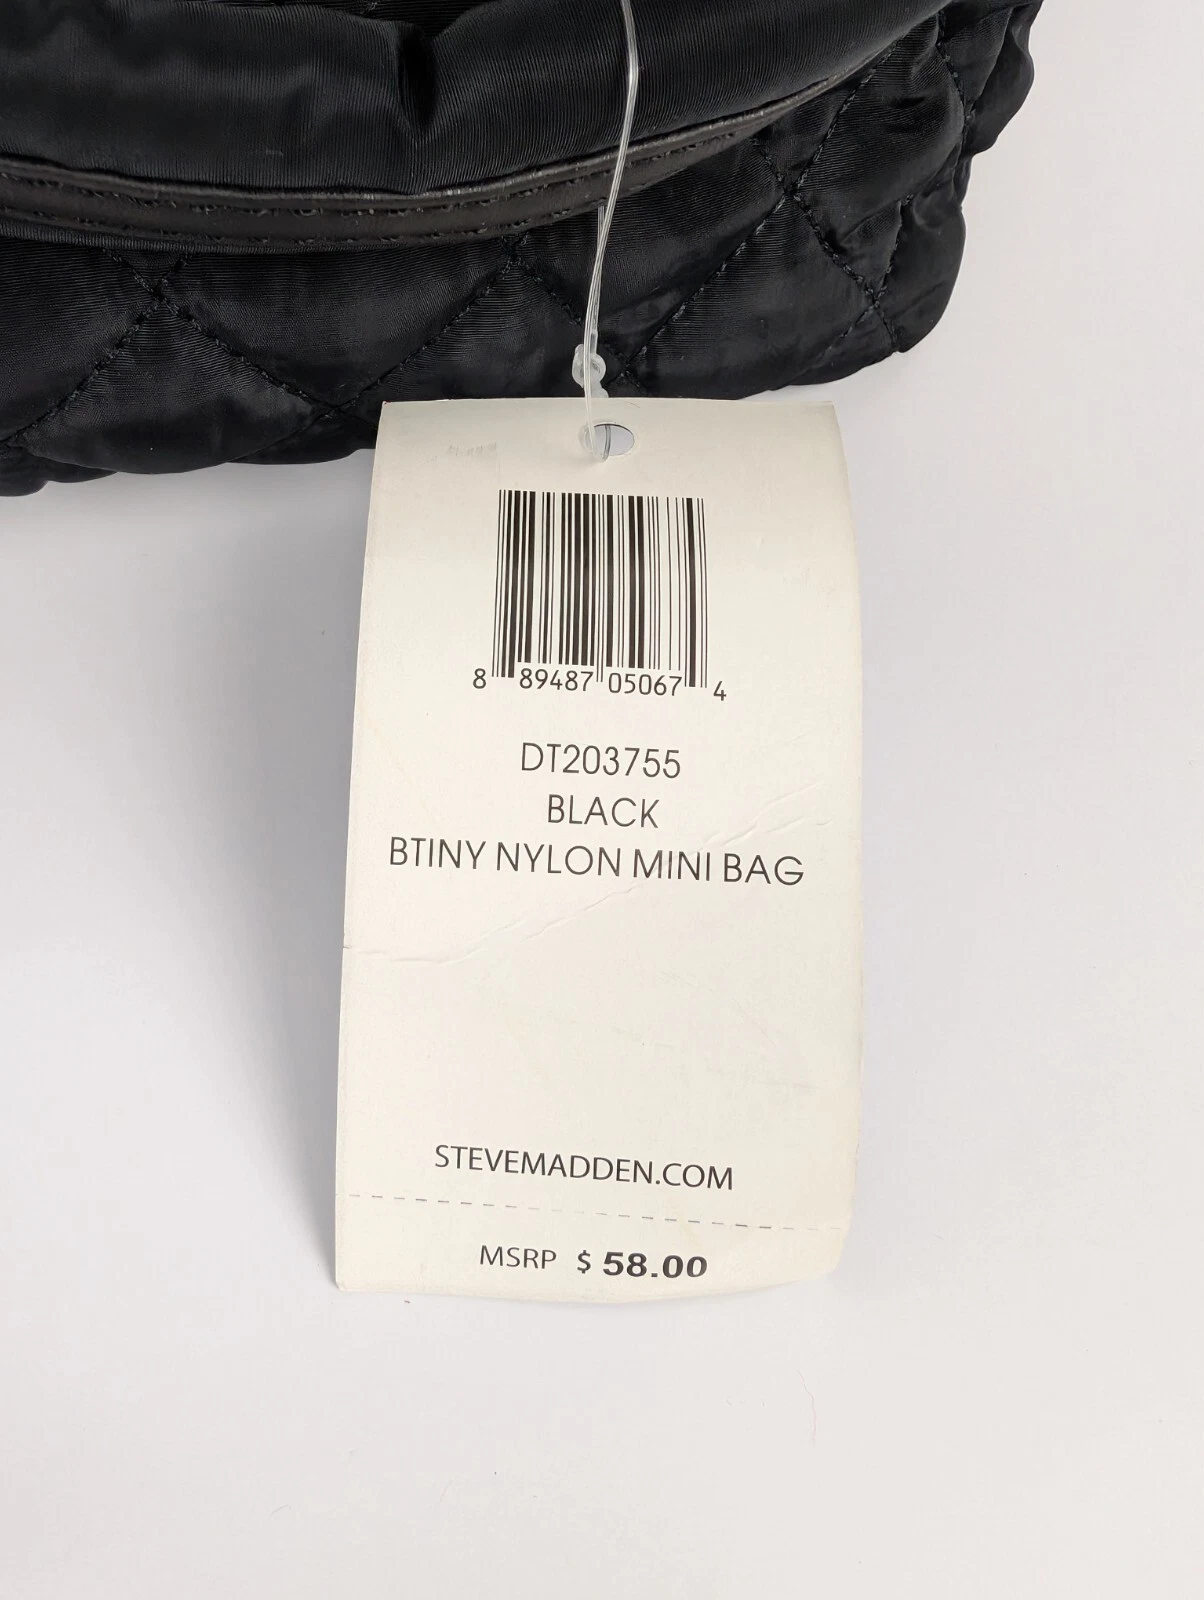 8 89487 05067 4
DT203755
BLACK
BTINY NYLON MINI BAG
STEVEMADDEN.COM
MSRP $ 58.00